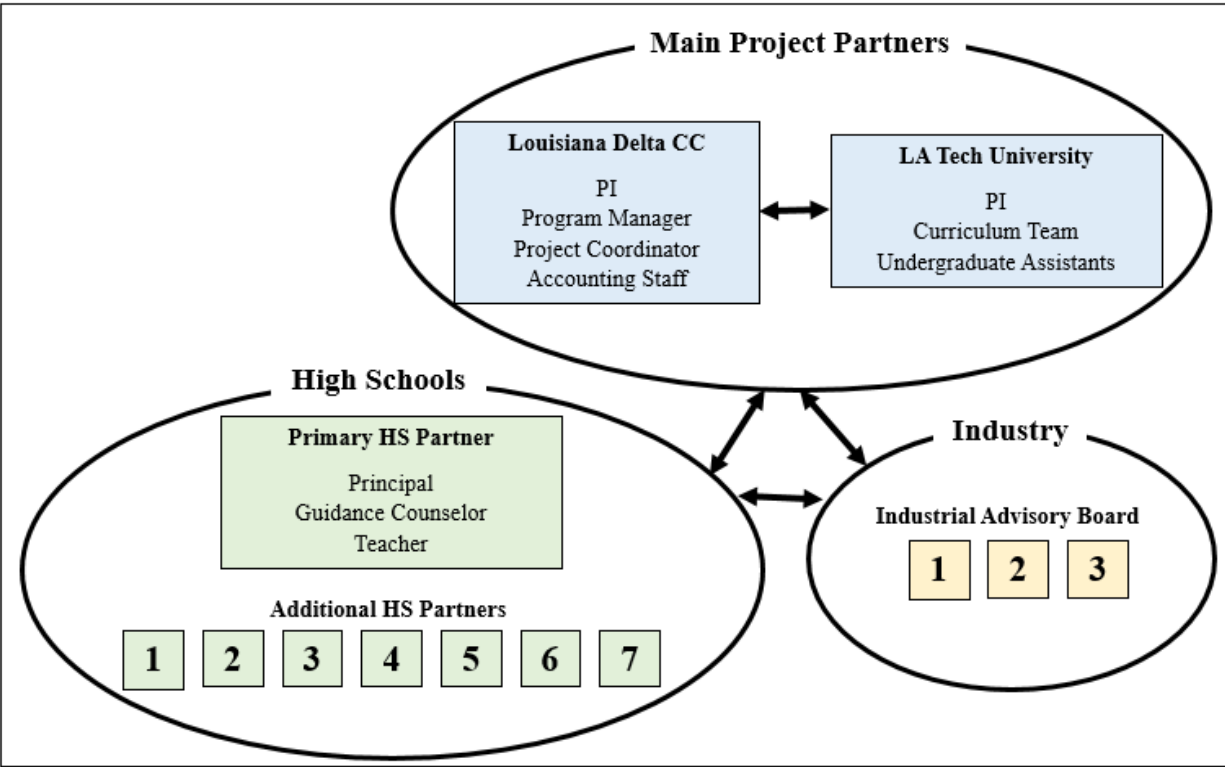 Main Project Partners
Louisiana Delta CC
PI
Program Manager
Project Coordinator
Accounting Staff
LA Tech University
PI
Curriculum Team
Undergraduate Assistants
High Schools
Primary HS Partner
Principal
Guidance Counselor
Teacher
Additional HS Partners
1 2 3 4 5 6 7
Industry
Industrial Advisory Board
1 2 3